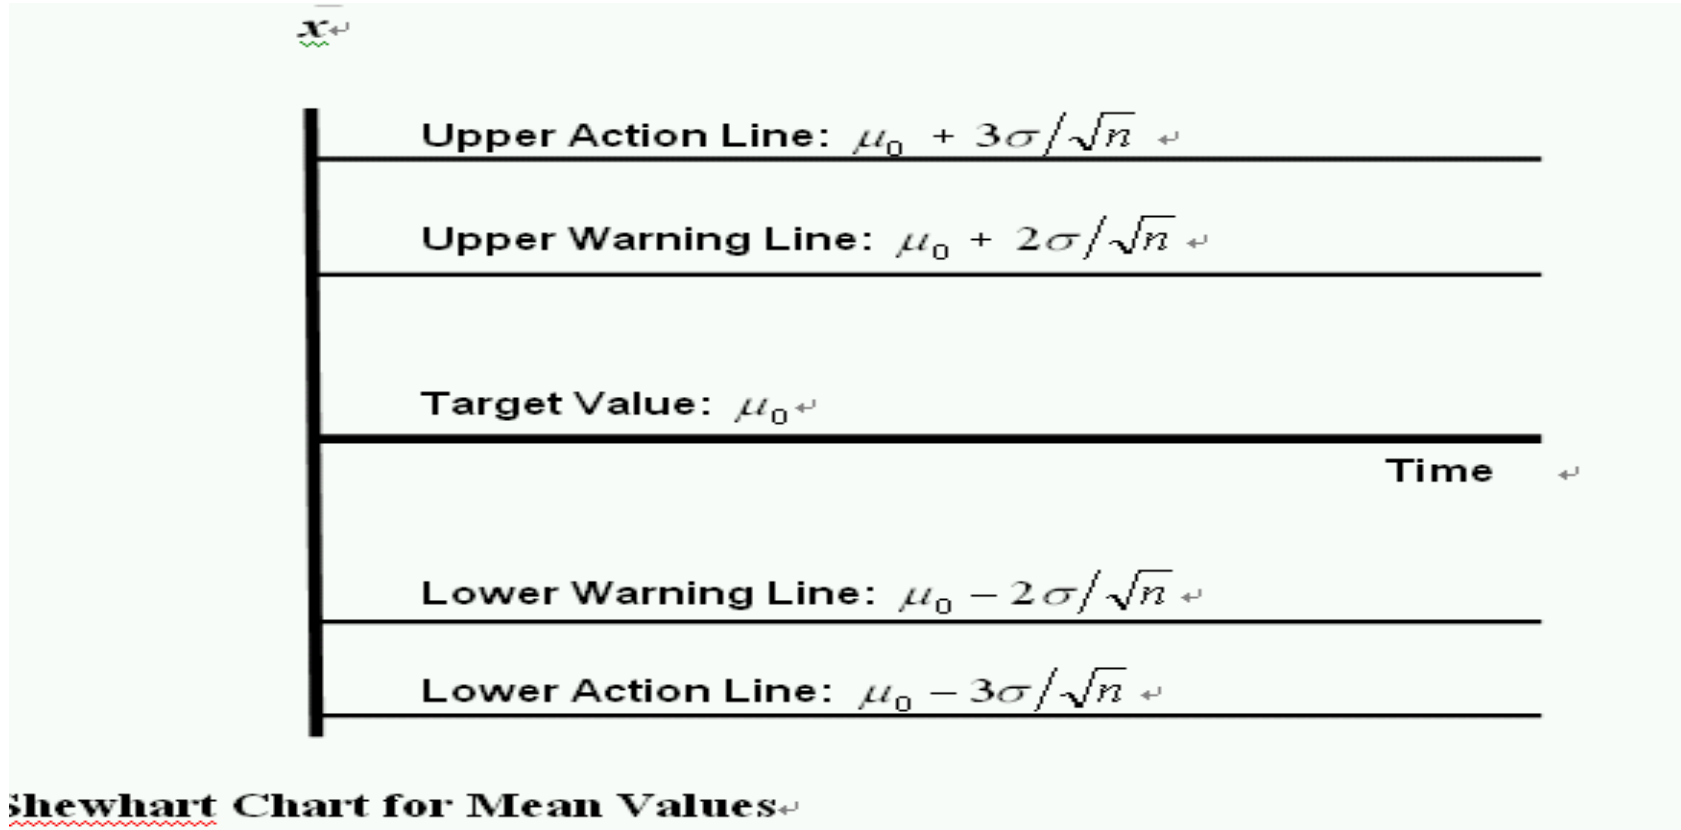 x̄↵
Upper Action Line: μ₀ + 3σ/√n ↵
Upper Warning Line: μ₀ + 2σ/√n ↵
Target Value: μ₀↵
Time ↵
Lower Warning Line: μ₀ − 2σ/√n ↵
Lower Action Line: μ₀ − 3σ/√n ↵
Shewhart Chart for Mean Values↵